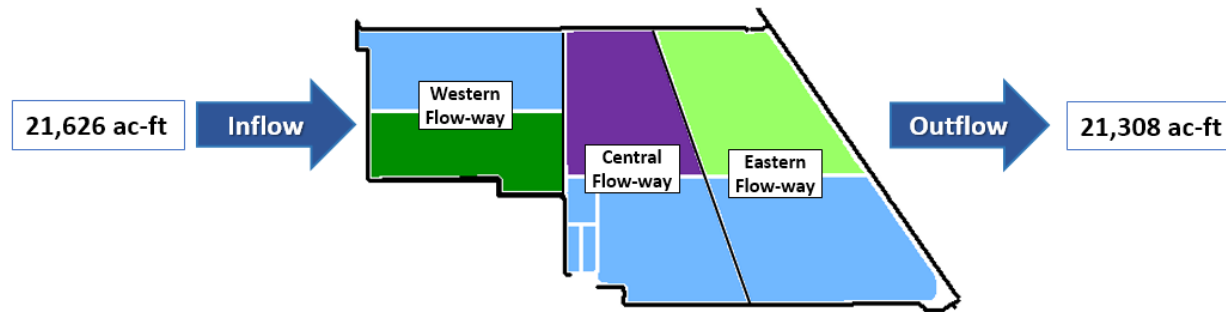 21,626 ac-ft
Inflow
Western
Flow-way
Central
Flow-way
Eastern
Flow-way
Outflow
21,308 ac-ft